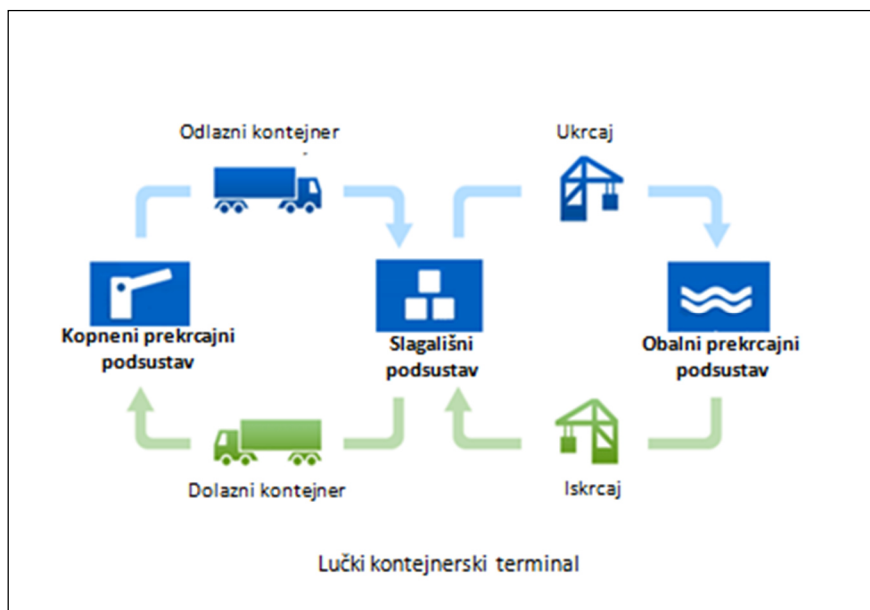 Odlazni kontejner
Ukrcaj
Kopneni prekrcajni
podsustav
Slagališni
podsustav
Obalni prekrcajni
podsustav
Dolazni kontejner
Iskrcaj
Lučki kontejnerski terminal